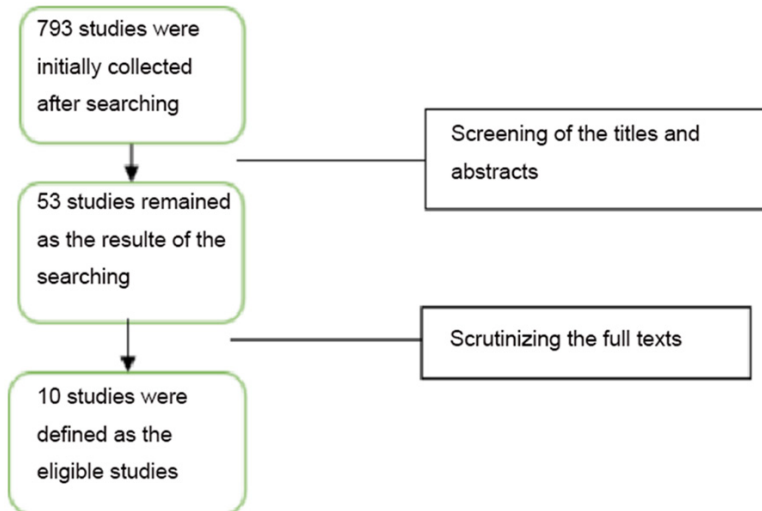 793 studies were
initially collected
after searching
Screening of the titles and
abstracts
53 studies remained
as the resulte of the
searching
Scrutinizing the full texts
10 studies were
defined as the
eligible studies